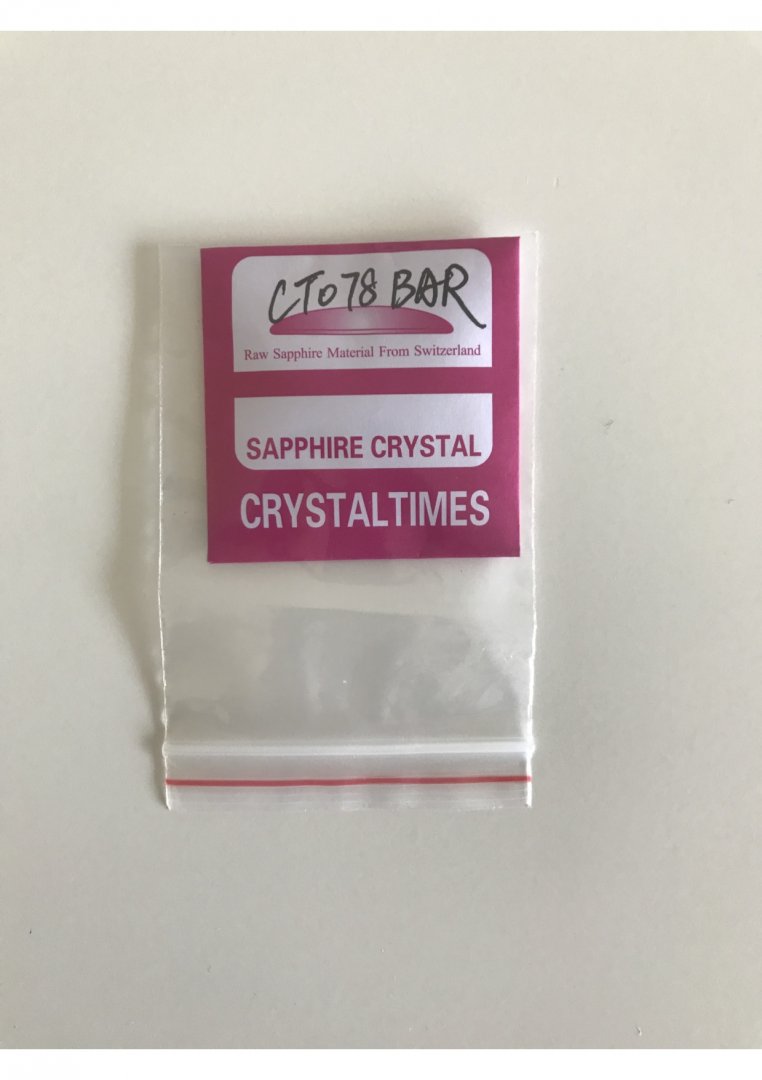 CT078 BAR
Raw Sapphire Material From Switzerland
SAPPHIRE CRYSTAL
CRYSTALTIMES